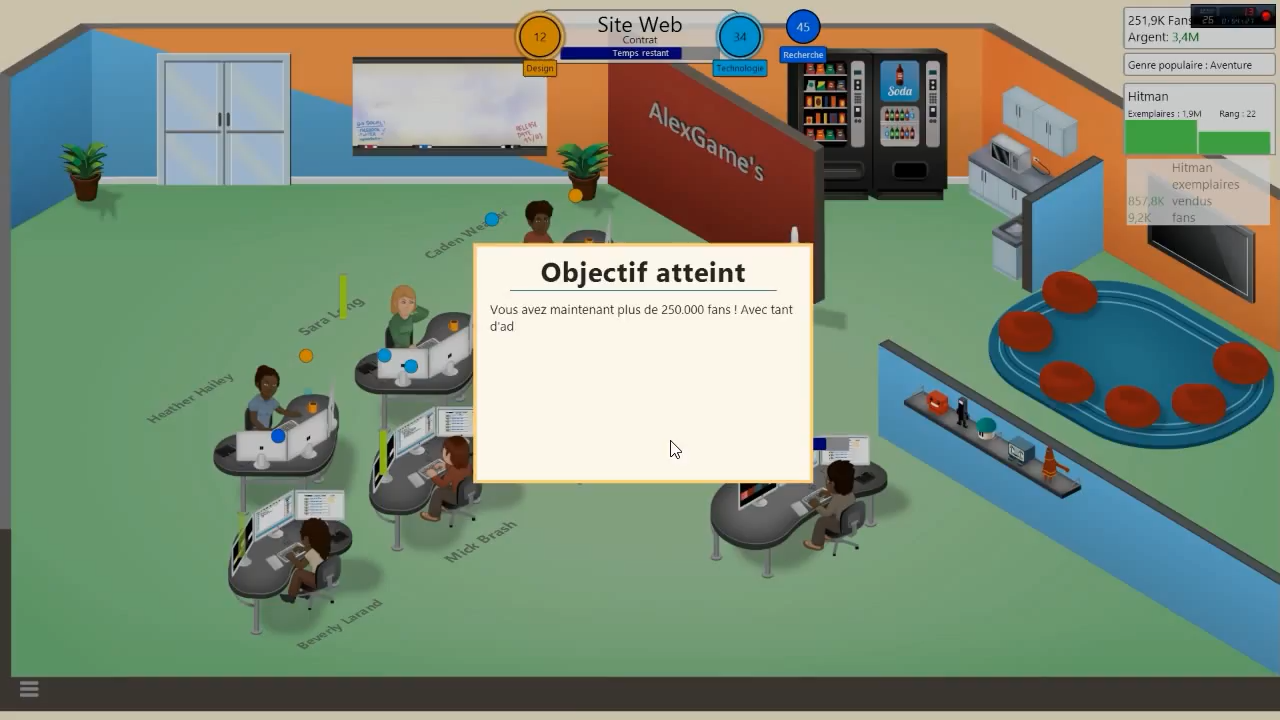 12
Design
Site Web
Contrat
Temps restant
34
Technologie
45
Recherche
251,9K Fans
Argent: 3,4M
Genre populaire : Aventure
Hitman
Exemplaires : 1,9M Rang : 22
Hitman
exemplaires
857,8K vendus
9,2K fans
AlexGame's
Soda
Objectif atteint
Vous avez maintenant plus de 250.000 fans ! Avec tant
d'ad
Sara Long
Heather Hailey
Mick Brash
Beverly Larand
Caden